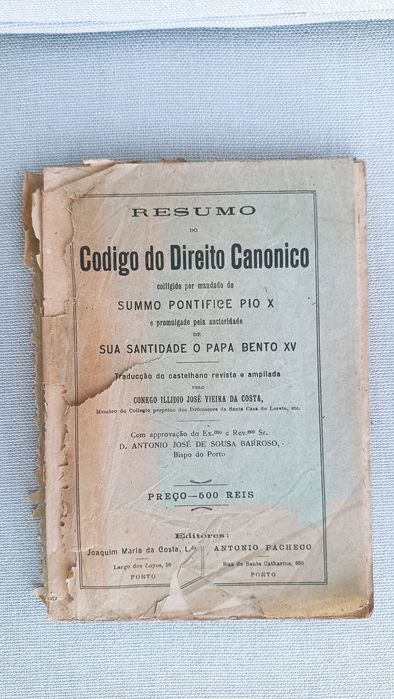 RESUMO
DO
Codigo do Direito Canonico
colligido por mandado do
SUMMO PONTIFICE PIO X
e promulgado pela auctoridade
DE
SUA SANTIDADE O PAPA BENTO XV
Traducção do castelhano revista e ampliada
PELO
CONEGO ILLIDIO JOSÉ VIEIRA DA COSTA,
Membro do Collegio perpetuo dos Defensores da Santa Casa do Loreto, etc.
Com approvação do Ex.mo e Rev.mo Sr.
D. ANTONIO JOSÉ DE SOUSA BARROSO,
Bispo do Porto
PREÇO—500 REIS
Editores:
Joaquim Maria da Costa, L.da
Largo dos Loyos, 56
PORTO
ANTONIO PACHECO
Rua de Santa Catharina, 630
PORTO